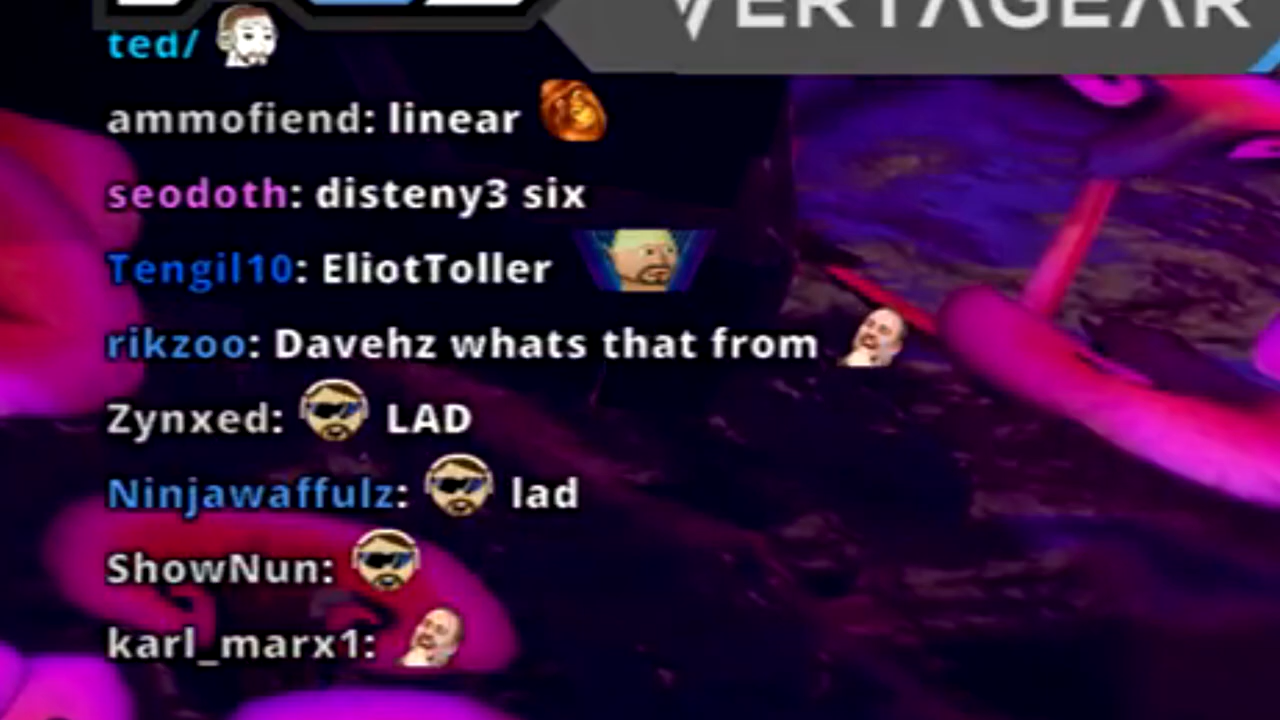 VERTAGEAR
ted/
ammofiend: linear
seodoth: disteny3 six
Tengil10: EliotToller
rikzoo: Davehz whats that from
Zynxed: LAD
Ninjawaffulz: lad
ShowNun:
karl_marx1: